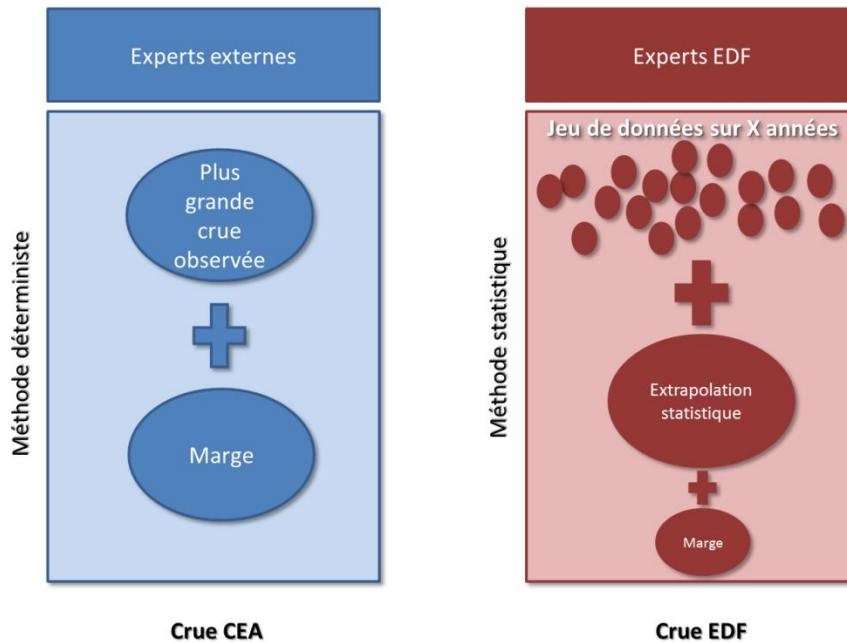 Experts externes
Méthode déterministe
Plus
grande
crue
observée
Marge
Crue CEA
Experts EDF
Méthode statistique
Jeu de données sur X années
Extrapolation
statistique
Marge
Crue EDF